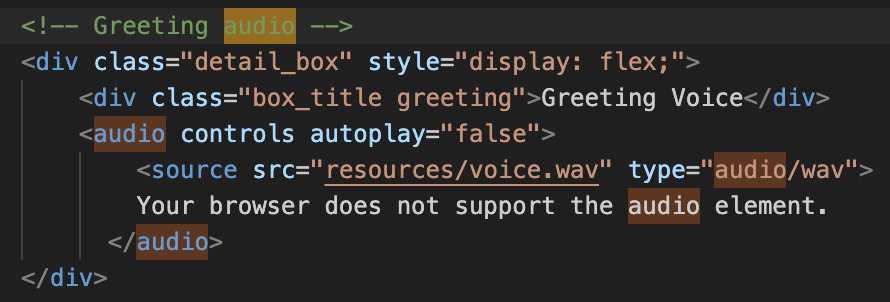 <!-- Greeting audio -->
<div class="detail_box" style="display: flex;">
<div class="box_title greeting">Greeting Voice</div>
<audio controls autoplay="false">
<source src="resources/voice.wav" type="audio/wav">
Your browser does not support the audio element.
</audio>
</div>